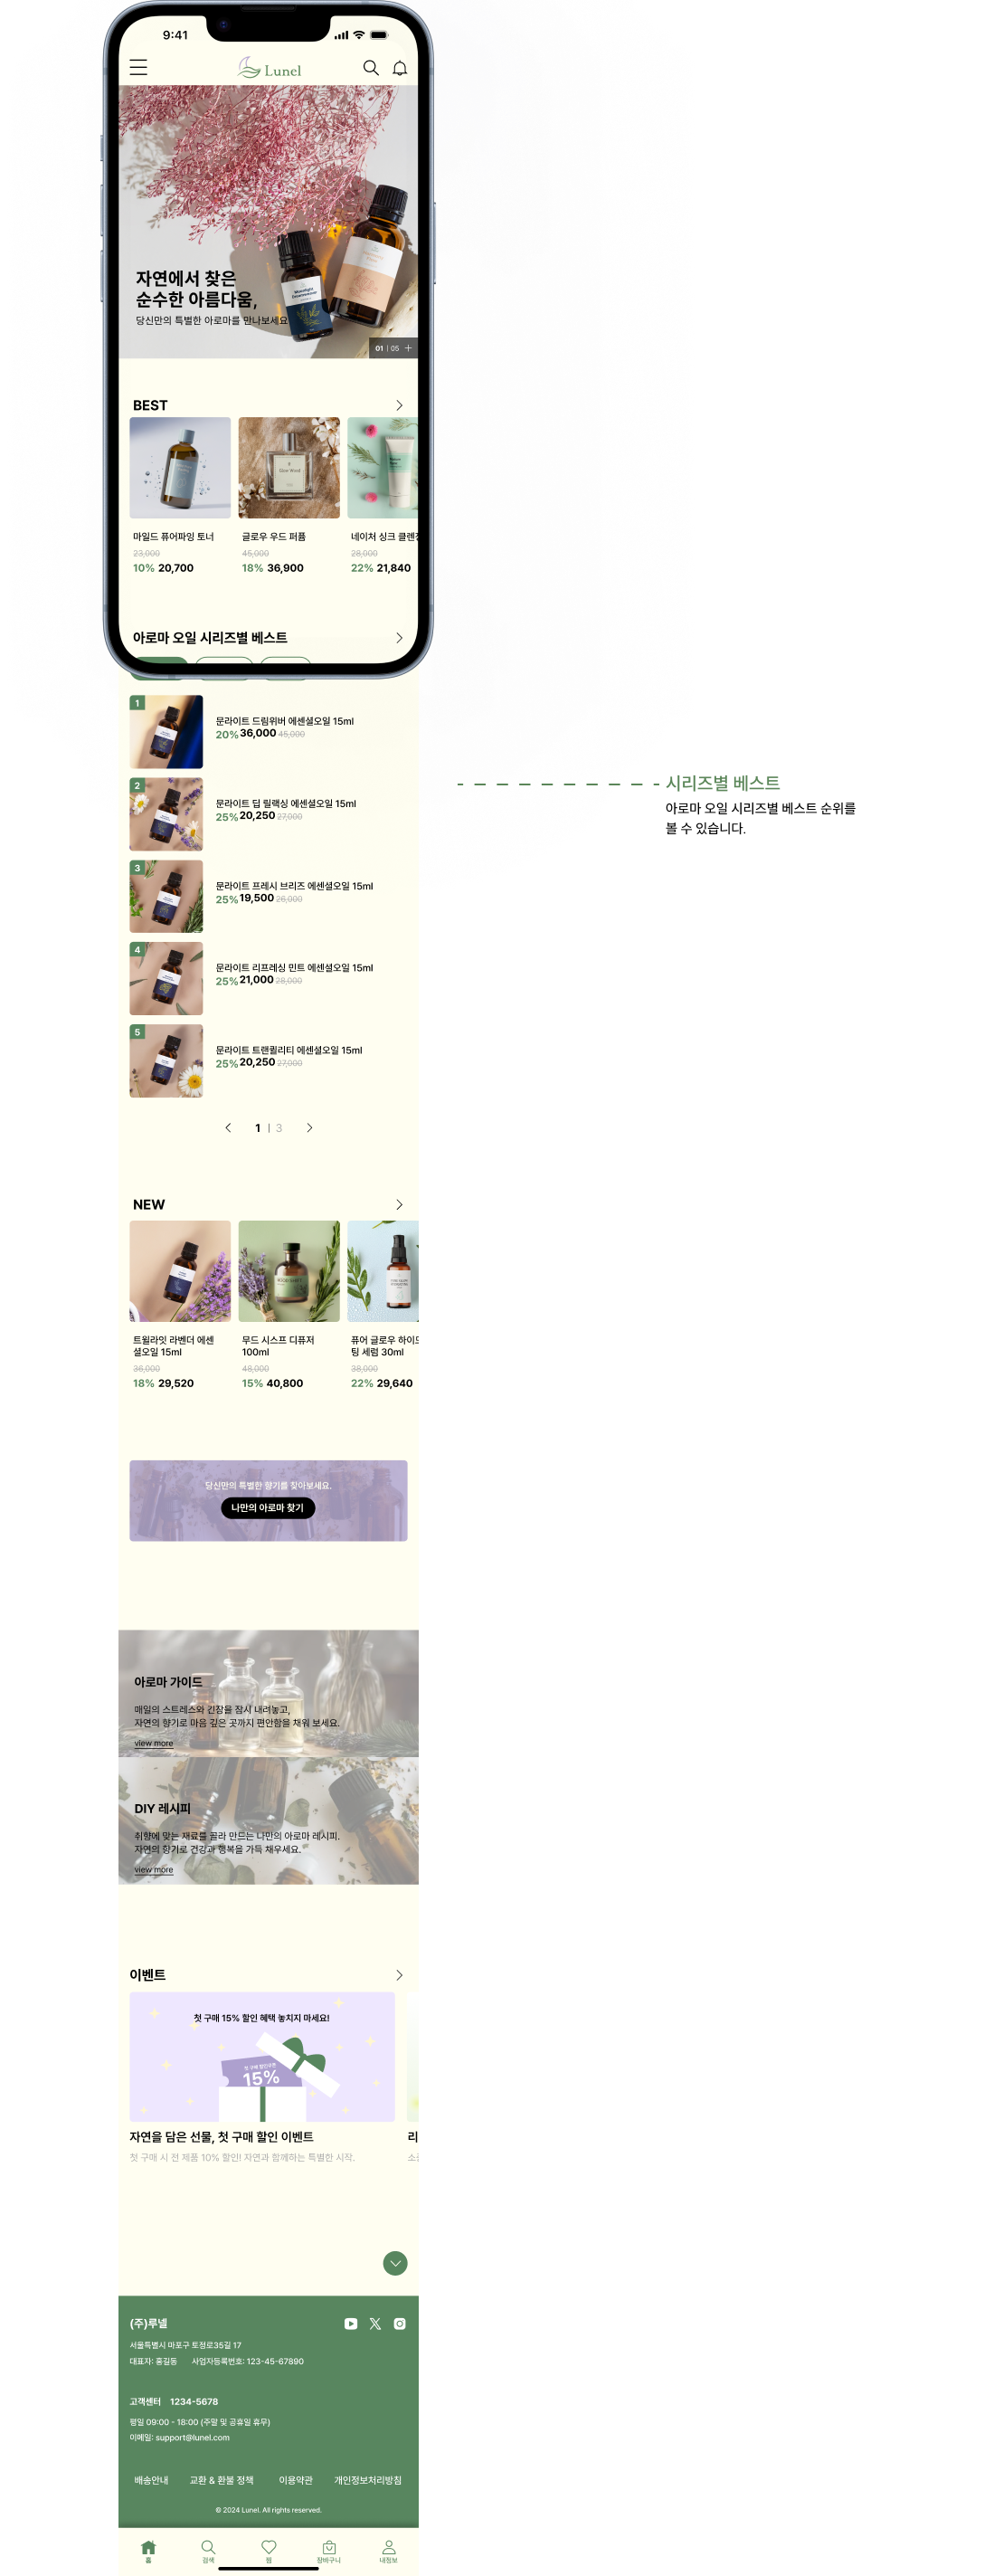 9:41
Lunel
자연에서 찾은
순수한 아름다움,
당신만의 특별한 아로마를 만나보세요
01 | 05
BEST
Glow Wood
마일드 퓨어파잉 토너
23,000
10% 20,700
글로우 우드 퍼퓸
45,000
18% 36,900
네이처 싱크 클렌징
28,000
22% 21,840
아로마 오일 시리즈별 베스트
1
문라이트 드림위버 에센셜오일 15ml
20% 36,000 45,000
2
문라이트 딥 릴랙싱 에센셜오일 15ml
25% 20,250 27,000
3
문라이트 프레시 브리즈 에센셜오일 15ml
25% 19,500 26,000
4
문라이트 리프레싱 민트 에센셜오일 15ml
25% 21,000 28,000
5
문라이트 트랜퀼리티 에센셜오일 15ml
25% 20,250 27,000
1 | 3
시리즈별 베스트
아로마 오일 시리즈별 베스트 순위를
볼 수 있습니다.
NEW
트윌라잇 라벤더 에센
셜오일 15ml
36,000
18% 29,520
무드 시스프 디퓨저
100ml
48,000
15% 40,800
퓨어 글로우 하이드
팅 세럼 30ml
38,000
22% 29,640
당신만의 특별한 향기를 찾아보세요.
나만의 아로마 찾기
아로마 가이드
매일의 스트레스와 긴장을 잠시 내려놓고,
자연의 향기로 마음 깊은 곳까지 편안함을 채워 보세요.
view more
DIY 레시피
취향에 맞는 재료를 골라 만드는 나만의 아로마 레시피.
자연의 향기로 건강과 행복을 가득 채우세요.
view more
이벤트
첫 구매 15% 할인 혜택 놓치지 마세요!
첫 구매 할인쿠폰
15%
자연을 담은 선물, 첫 구매 할인 이벤트
첫 구매 시 전 제품 10% 할인! 자연과 함께하는 특별한 시작.
리
소
(주)루넬
서울특별시 마포구 토정로35길 17
대표자: 홍길동 사업자등록번호: 123-45-67890
고객센터 1234-5678
평일 09:00 - 18:00 (주말 및 공휴일 휴무)
이메일: support@lunel.com
배송안내 교환 & 환불 정책 이용약관 개인정보처리방침
© 2024 Lunel. All rights reserved.
홈 검색 찜 장바구니 내정보